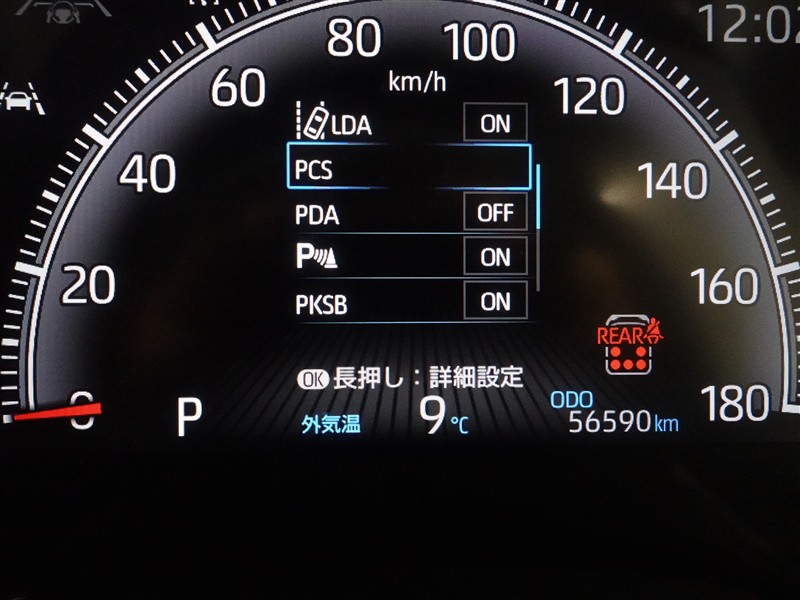 12:02
80
100
60
km/h
120
LDA ON
40
PCS
140
PDA OFF
P ON
20
160
PKSB ON
REAR
OK 長押し：詳細設定
0
P
外気温 9℃
ODO
56590km
180